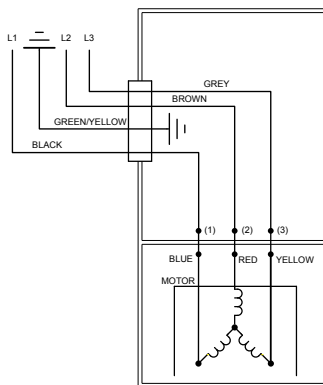 L1 L2 L3
GREY
BROWN
GREEN/YELLOW
BLACK
(1) (2) (3)
BLUE RED YELLOW
MOTOR